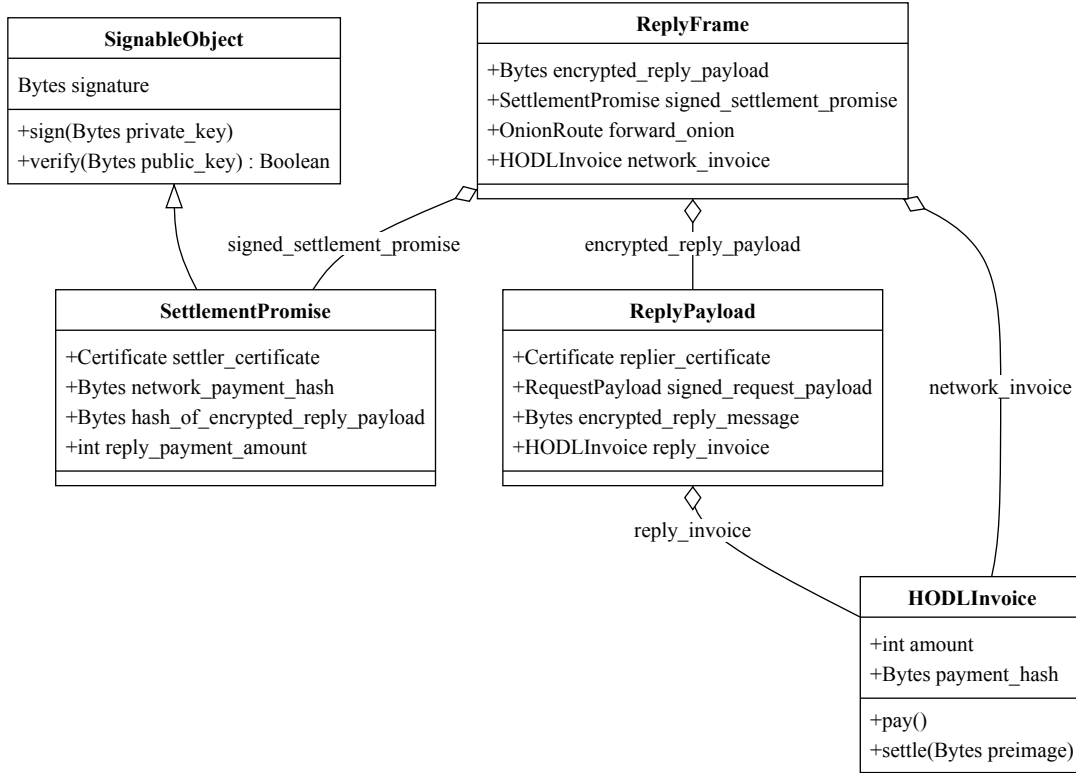 SignableObject
Bytes signature
+sign(Bytes private_key)
+verify(Bytes public_key) : Boolean
ReplyFrame
+Bytes encrypted_reply_payload
+SettlementPromise signed_settlement_promise
+OnionRoute forward_onion
+HODLInvoice network_invoice
signed_settlement_promise
encrypted_reply_payload
SettlementPromise
+Certificate settler_certificate
+Bytes network_payment_hash
+Bytes hash_of_encrypted_reply_payload
+int reply_payment_amount
ReplyPayload
+Certificate replier_certificate
+RequestPayload signed_request_payload
+Bytes encrypted_reply_message
+HODLInvoice reply_invoice
network_invoice
reply_invoice
HODLInvoice
+int amount
+Bytes payment_hash
+pay()
+settle(Bytes preimage)